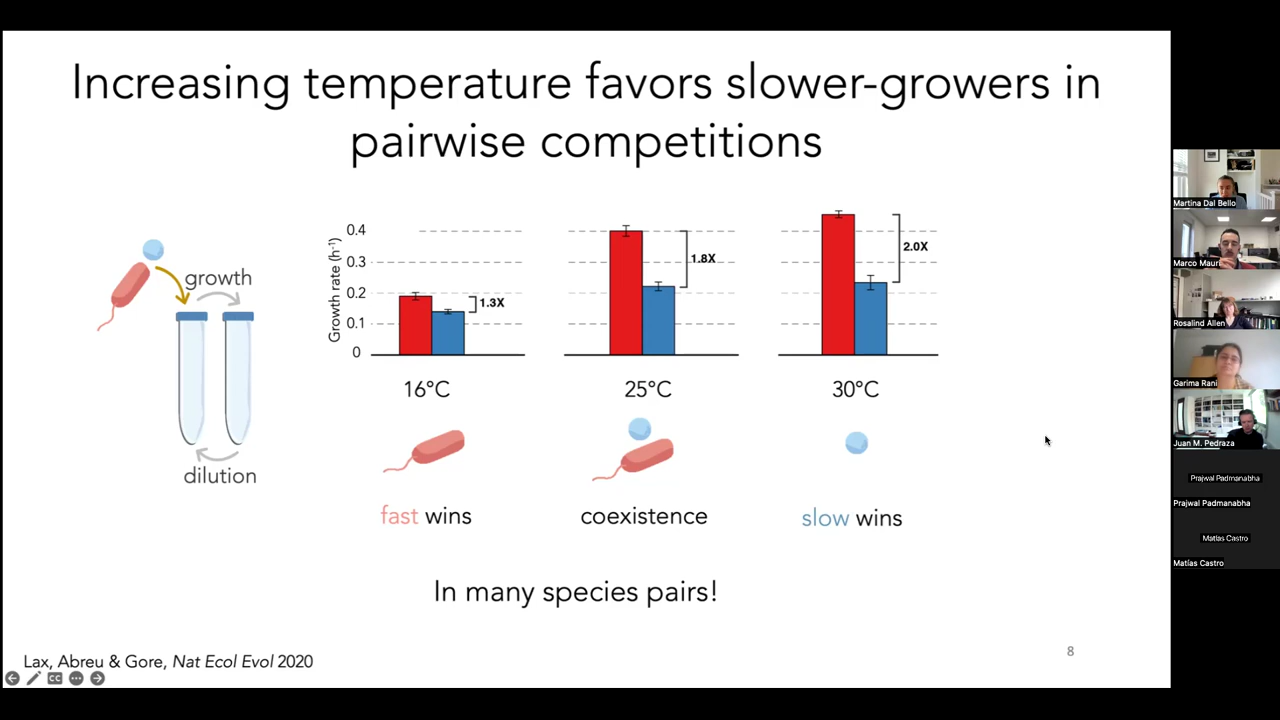 Increasing temperature favors slower-growers in
pairwise competitions
growth
dilution
Growth rate (h⁻¹)
0.4
0.3
0.2
0.1
0
1.3X
1.8X
2.0X
16°C
25°C
30°C
fast wins
coexistence
slow wins
In many species pairs!
Lax, Abreu & Gore, Nat Ecol Evol 2020
8
CC
Martina Dal Bello
Marco Mauri
Rosalind Allen
Garima Rani
Juan M. Pedraza
Prajwal Padmanabha
Prajwal Padmanabha
Matías Castro
Matías Castro